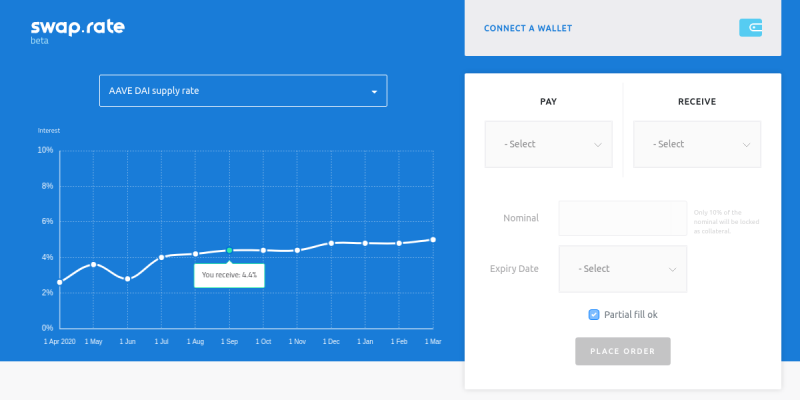 swap.rate
beta
CONNECT A WALLET
AAVE DAI supply rate
PAY
RECEIVE
- Select
- Select
Interest
10%
8%
6%
4%
2%
0%
You receive: 4.4%
1 Apr 2020
1 May
1 Jun
1 Jul
1 Aug
1 Sep
1 Oct
1 Nov
1 Dec
1 Jan
1 Feb
1 Mar
Nominal
Only 10% of the
nominal will be locked
as collateral.
Expiry Date
- Select
Partial fill ok
PLACE ORDER